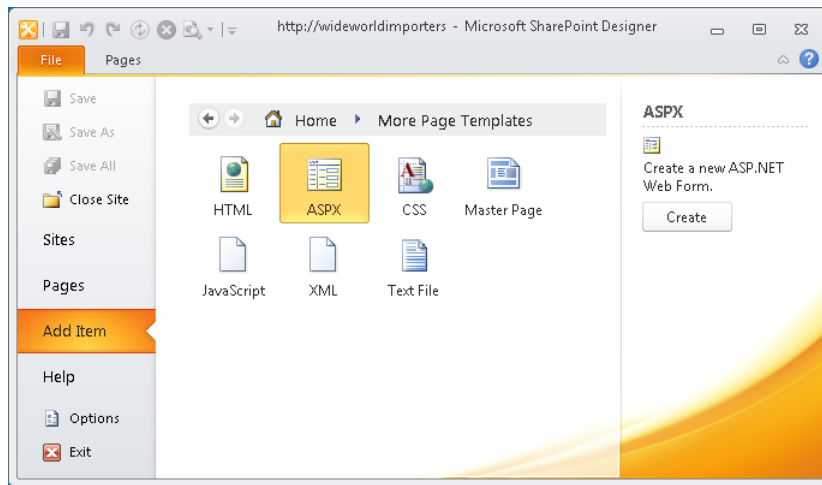 http://wideworldimporters - Microsoft SharePoint Designer
File Pages
Save
Save As
Save All
Close Site
Sites
Pages
Add Item
Help
Options
Exit
Home More Page Templates
HTML ASPX CSS Master Page
JavaScript XML Text File
ASPX
Create a new ASP.NET
Web Form.
Create